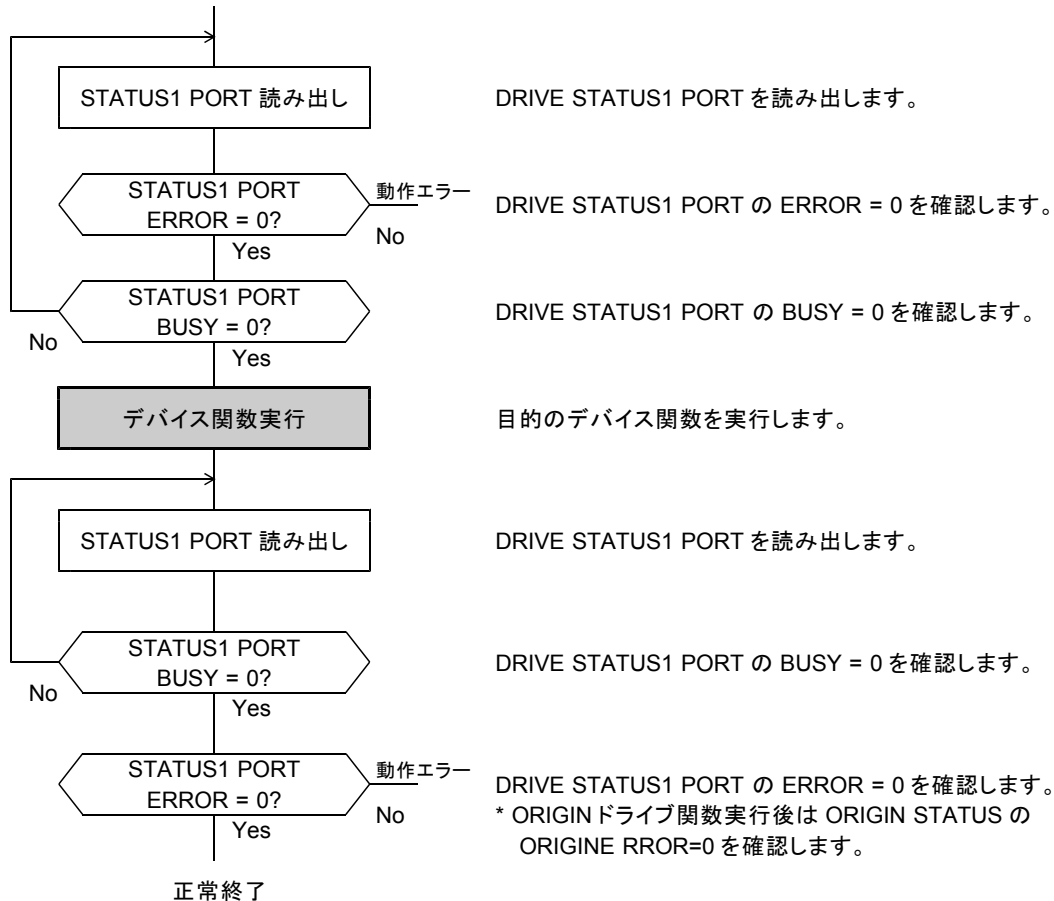 STATUS1 PORT 読み出し
DRIVE STATUS1 PORT を読み出します。
STATUS1 PORT
ERROR = 0?
動作エラー
No
Yes
DRIVE STATUS1 PORT の ERROR = 0 を確認します。
STATUS1 PORT
BUSY = 0?
No
Yes
DRIVE STATUS1 PORT の BUSY = 0 を確認します。
デバイス関数実行
目的のデバイス関数を実行します。
STATUS1 PORT 読み出し
DRIVE STATUS1 PORT を読み出します。
STATUS1 PORT
BUSY = 0?
No
Yes
DRIVE STATUS1 PORT の BUSY = 0 を確認します。
STATUS1 PORT
ERROR = 0?
動作エラー
No
Yes
DRIVE STATUS1 PORT の ERROR = 0 を確認します。
* ORIGINドライブ関数実行後は ORIGIN STATUS の
ORIGINE RROR=0 を確認します。
正常終了